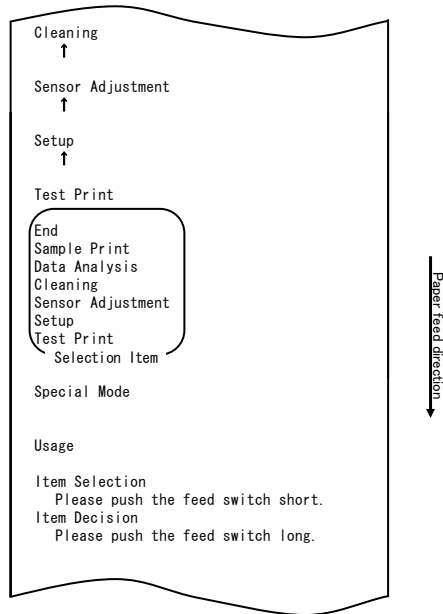 Cleaning
↑
Sensor Adjustment
↑
Setup
↑
Test Print
End
Sample Print
Data Analysis
Cleaning
Sensor Adjustment
Setup
Test Print
Selection Item
Special Mode
Usage
Item Selection
Please push the feed switch short.
Item Decision
Please push the feed switch long.
Paper feed direction